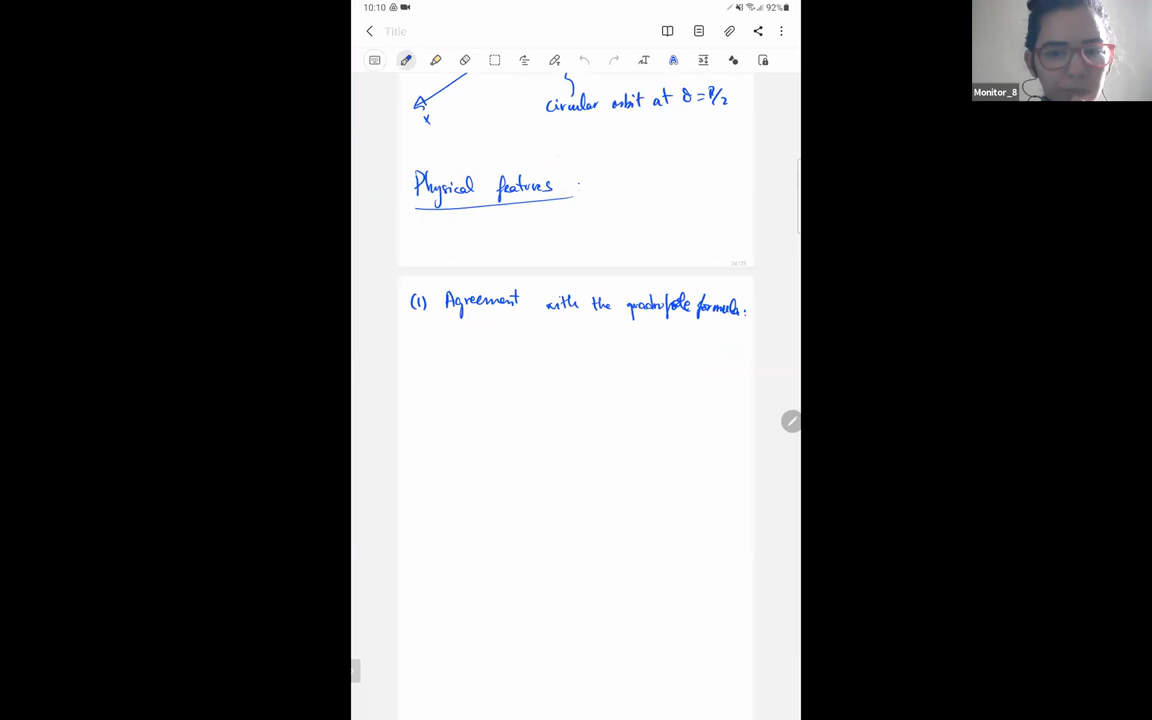 10:10 92%
Title
Monitor_8
x
circular orbit at θ = π/2
Physical features :
(1) Agreement with the quadrupole formula: